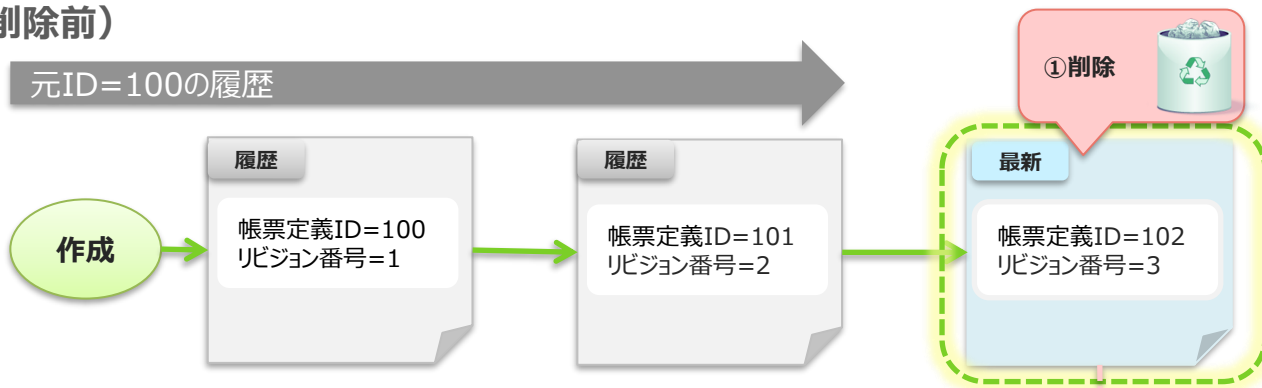 削除前）
元ID=100の履歴
①削除
履歴
履歴
最新
作成
帳票定義ID=100
リビジョン番号=1
帳票定義ID=101
リビジョン番号=2
帳票定義ID=102
リビジョン番号=3